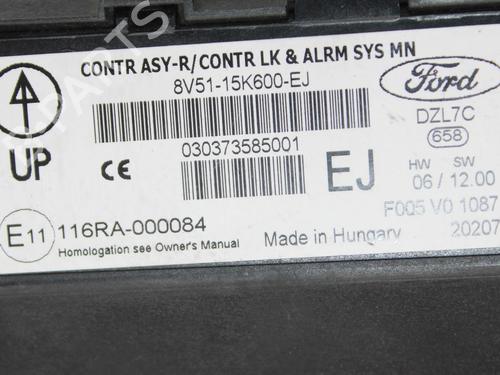 CONTR ASY-R/ CONTR LK & ALRM SYS MN
8V51-15K600-EJ
Ford
DZL7C
658
030373585001
UP
CE
EJ
HW SW
06 / 12.00
E11 116RA-000084
F005 V0 1087
Homologation see Owner's Manual
Made in Hungary
20207